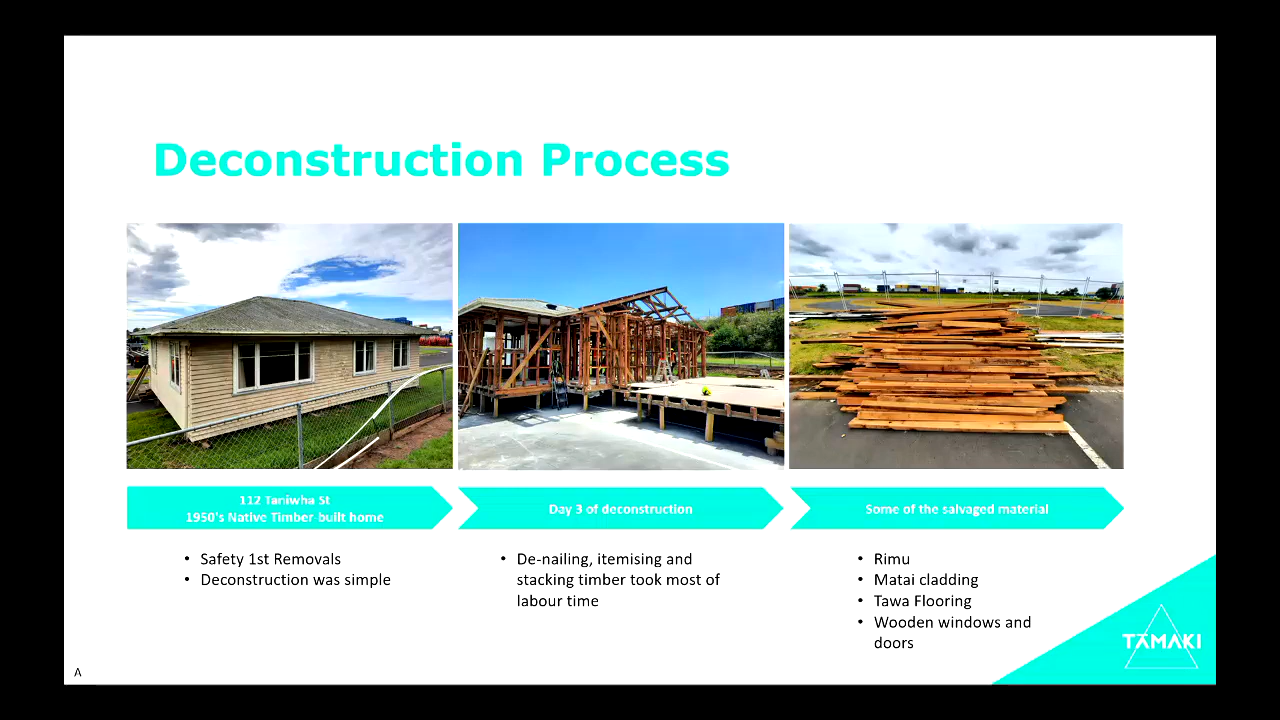 Deconstruction Process
112 Taniwha St
1950's Native Timber-built home
Day 3 of deconstruction
Some of the salvaged material
• Safety 1st Removals
• Deconstruction was simple
• De-nailing, itemising and
stacking timber took most of
labour time
• Rimu
• Matai cladding
• Tawa Flooring
• Wooden windows and
doors
TĀMAKI
A